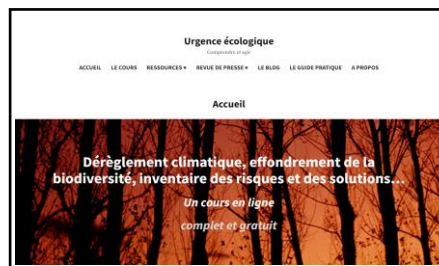 Urgence écologique
Comprendre et agir
ACCUEIL LE COURS RESSOURCES ▾ REVUE DE PRESSE ▾ LE BLOG LE GUIDE PRATIQUE A PROPOS
Accueil
Dérèglement climatique, effondrement de la
biodiversité, inventaire des risques et des solutions...
Un cours en ligne
complet et gratuit